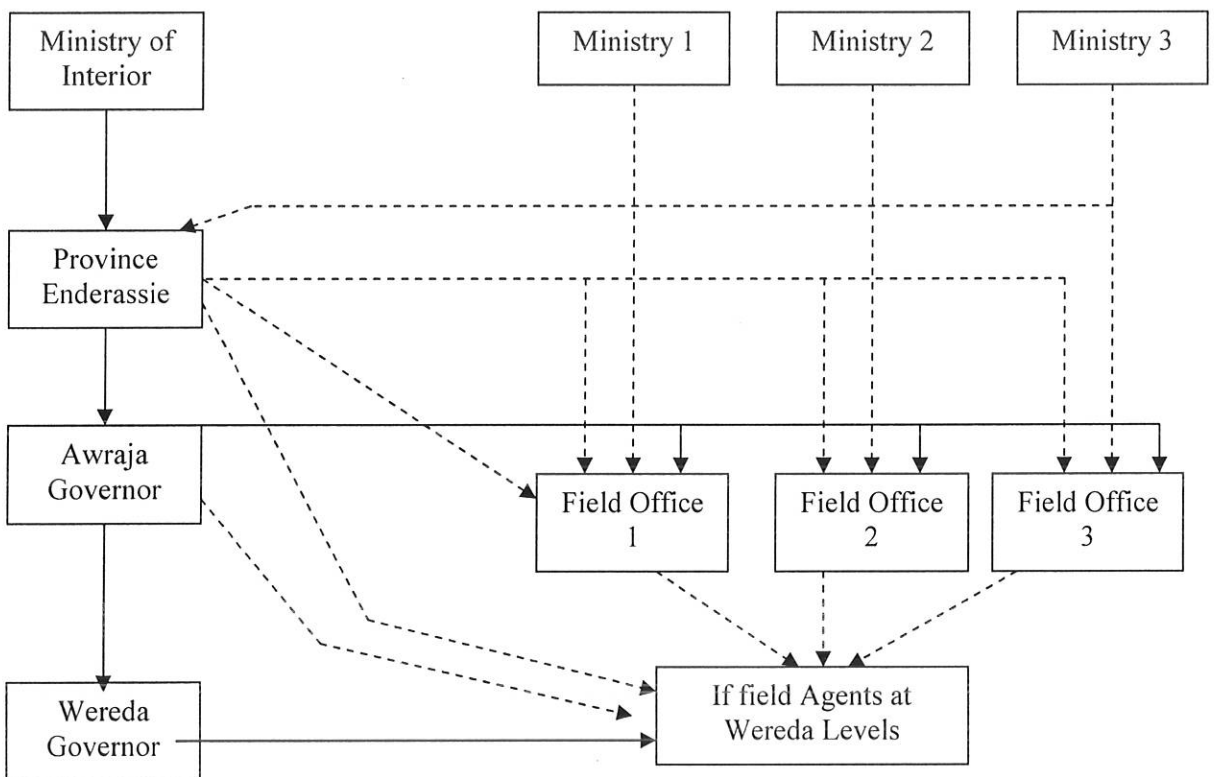 Ministry of
Interior
Ministry 1
Ministry 2
Ministry 3
Province
Enderassie
Awraja
Governor
Field Office
1
Field Office
2
Field Office
3
Wereda
Governor
If field Agents at
Wereda Levels